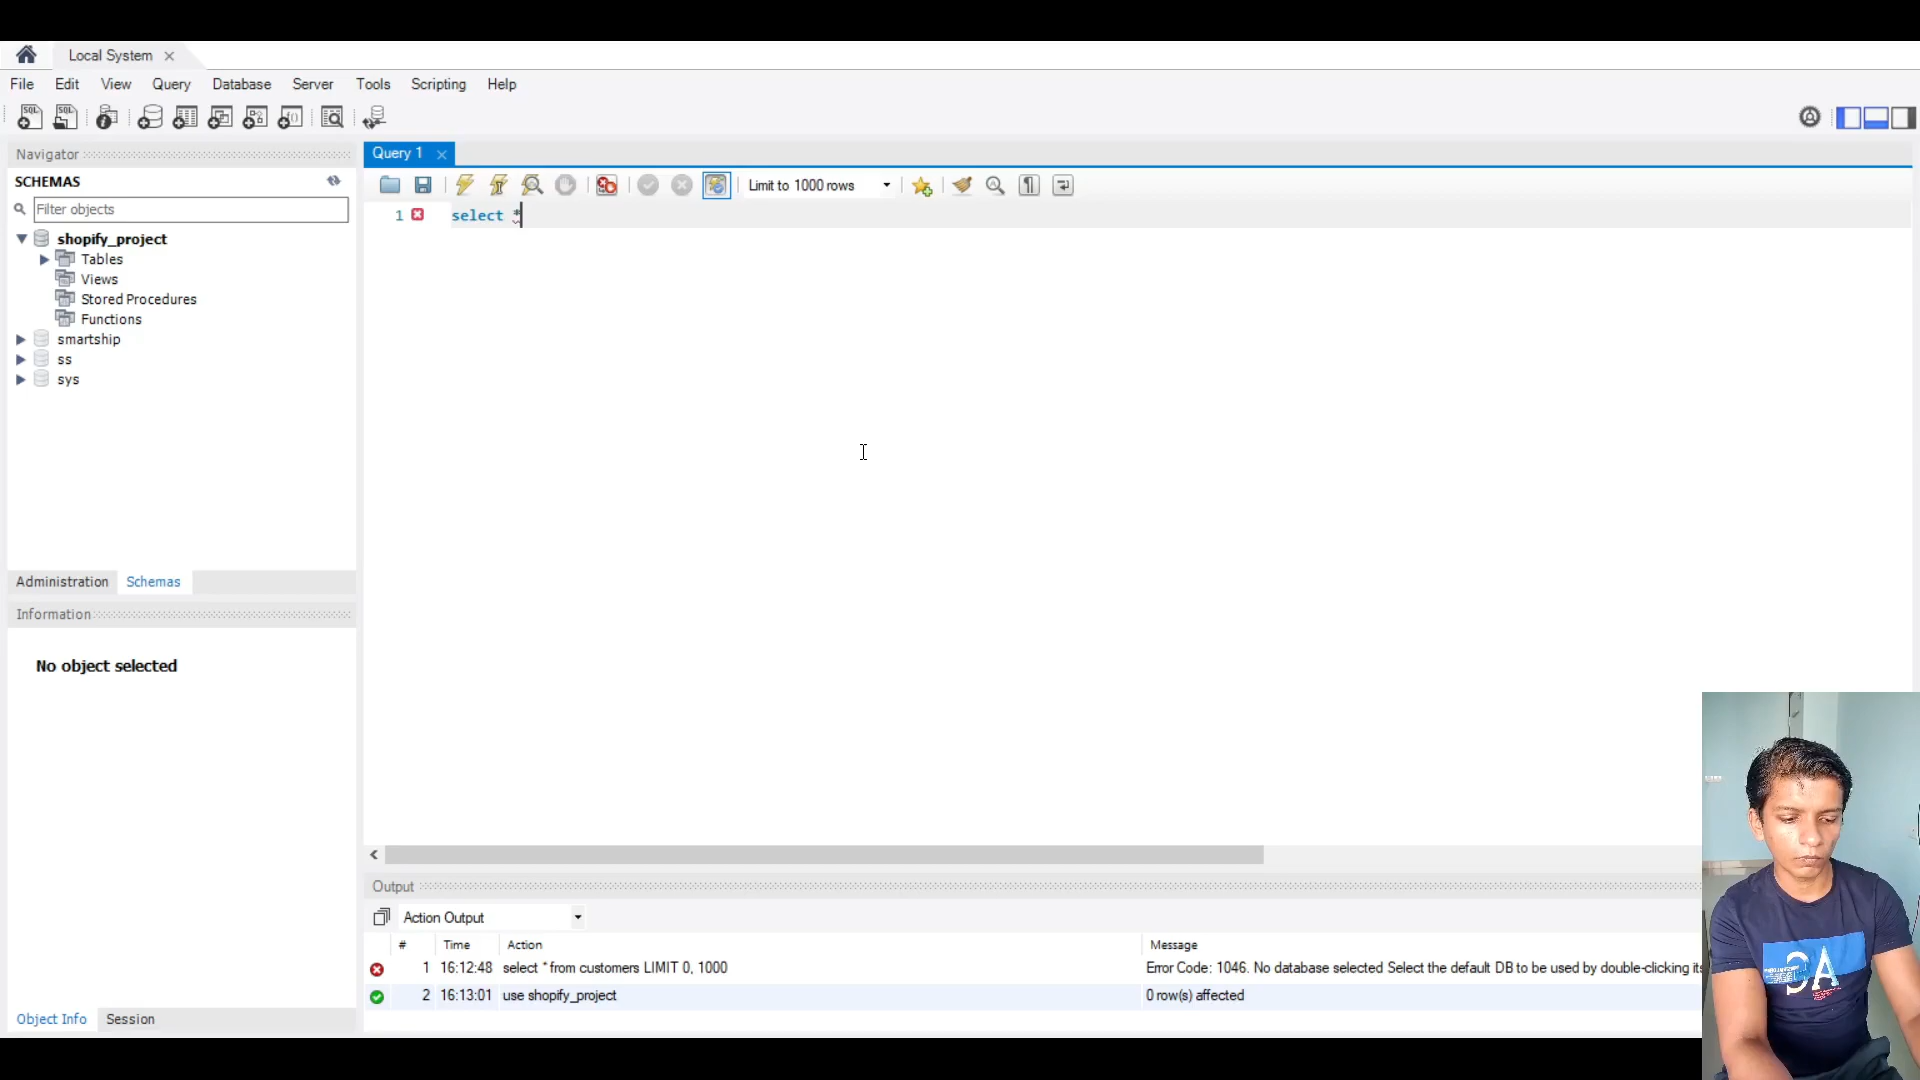 Local System
File Edit View Query Database Server Tools Scripting Help
Navigator
Query 1
SCHEMAS
Limit to 1000 rows
Filter objects
1 select *
shopify_project
Tables
Views
Stored Procedures
Functions
smartship
ss
sys
Administration Schemas
Information
No object selected
Output
Action Output
# Time Action Message
1 16:12:48 select * from customers LIMIT 0, 1000 Error Code: 1046. No database selected Select the default DB to be used by double-clicking its
2 16:13:01 use shopify_project 0 row(s) affected
Object Info Session